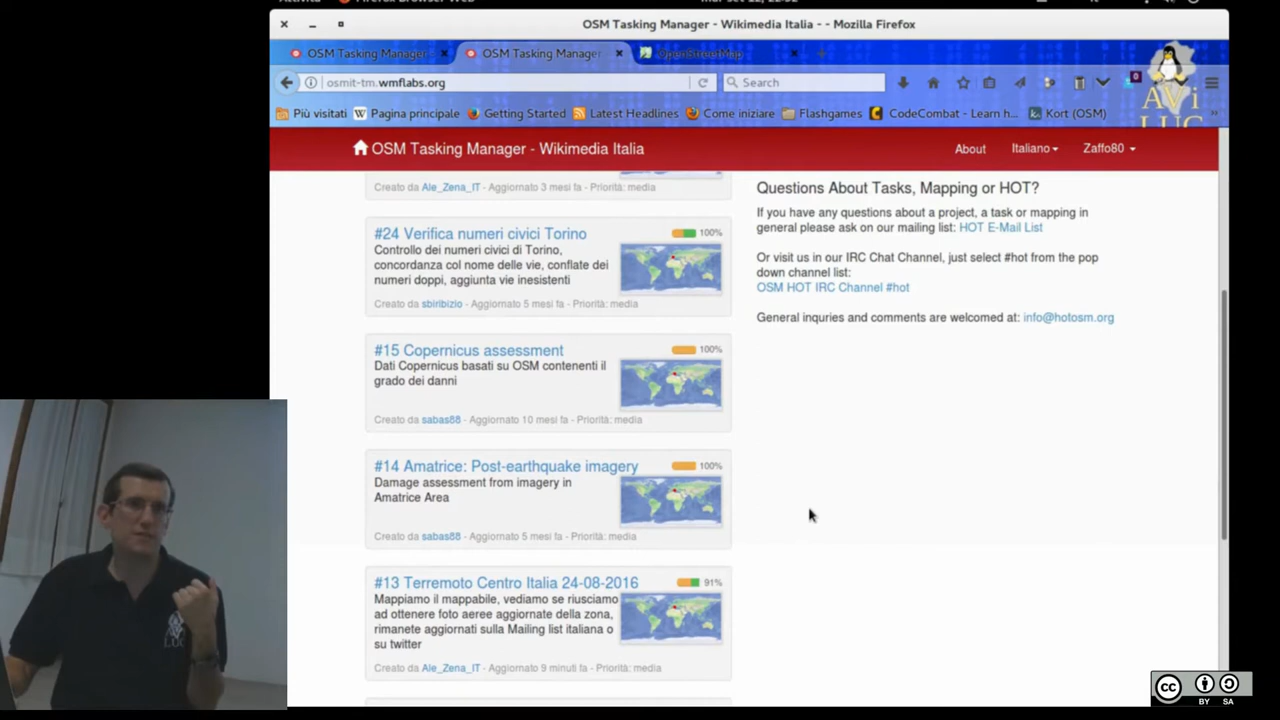 OSM Tasking Manager - Wikimedia Italia - - Mozilla Firefox
OSM Tasking Manager
OSM Tasking Manager
OpenStreetMap
osmit-tm.wmflabs.org
Search
0
Più visitati
Pagina principale
Getting Started
Latest Headlines
Come iniziare
Flashgames
CodeCombat - Learn h...
Kort (OSM)
»
AVi
LUG
OSM Tasking Manager - Wikimedia Italia
About
Italiano
Zaffo80
Creato da Ale_Zena_IT - Aggiornato 3 mesi fa - Priorità: media
#24 Verifica numeri civici Torino
100%
Controllo dei numeri civici di Torino,
concordanza col nome delle vie, conflate dei
numeri doppi, aggiunta vie inesistenti
Creato da sbiribizio - Aggiornato 5 mesi fa - Priorità: media
#15 Copernicus assessment
100%
Dati Copernicus basati su OSM contenenti il
grado dei danni
Creato da sabas88 - Aggiornato 10 mesi fa - Priorità: media
#14 Amatrice: Post-earthquake imagery
100%
Damage assessment from imagery in
Amatrice Area
Creato da sabas88 - Aggiornato 5 mesi fa - Priorità: media
#13 Terremoto Centro Italia 24-08-2016
91%
Mappiamo il mappabile, vediamo se riusciamo
ad ottenere foto aeree aggiornate della zona,
rimanete aggiornati sulla Mailing list italiana o
su twitter
Creato da Ale_Zena_IT - Aggiornato 9 minuti fa - Priorità: media
Questions About Tasks, Mapping or HOT?
If you have any questions about a project, a task or mapping in
general please ask on our mailing list: HOT E-Mail List
Or visit us in our IRC Chat Channel, just select #hot from the pop
down channel list:
OSM HOT IRC Channel #hot
General inquries and comments are welcomed at: info@hotosm.org
LUG
cc
BY SA